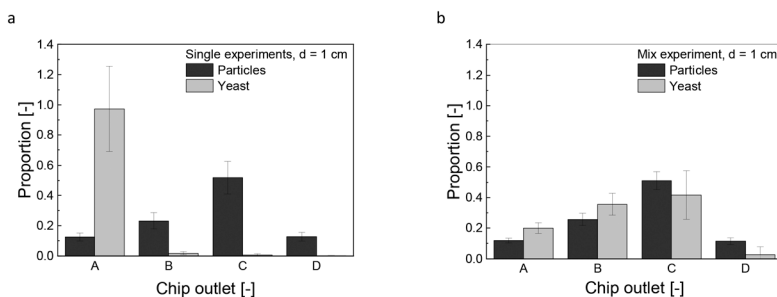 a
Single experiments, d = 1 cm
Particles
Yeast
Proportion [-]
1.4
1.2
1.0
0.8
0.6
0.4
0.2
0.0
A B C D
Chip outlet [-]
b
Mix experiment, d = 1 cm
Particles
Yeast
Proportion [-]
1.4
1.2
1.0
0.8
0.6
0.4
0.2
0.0
A B C D
Chip outlet [-]